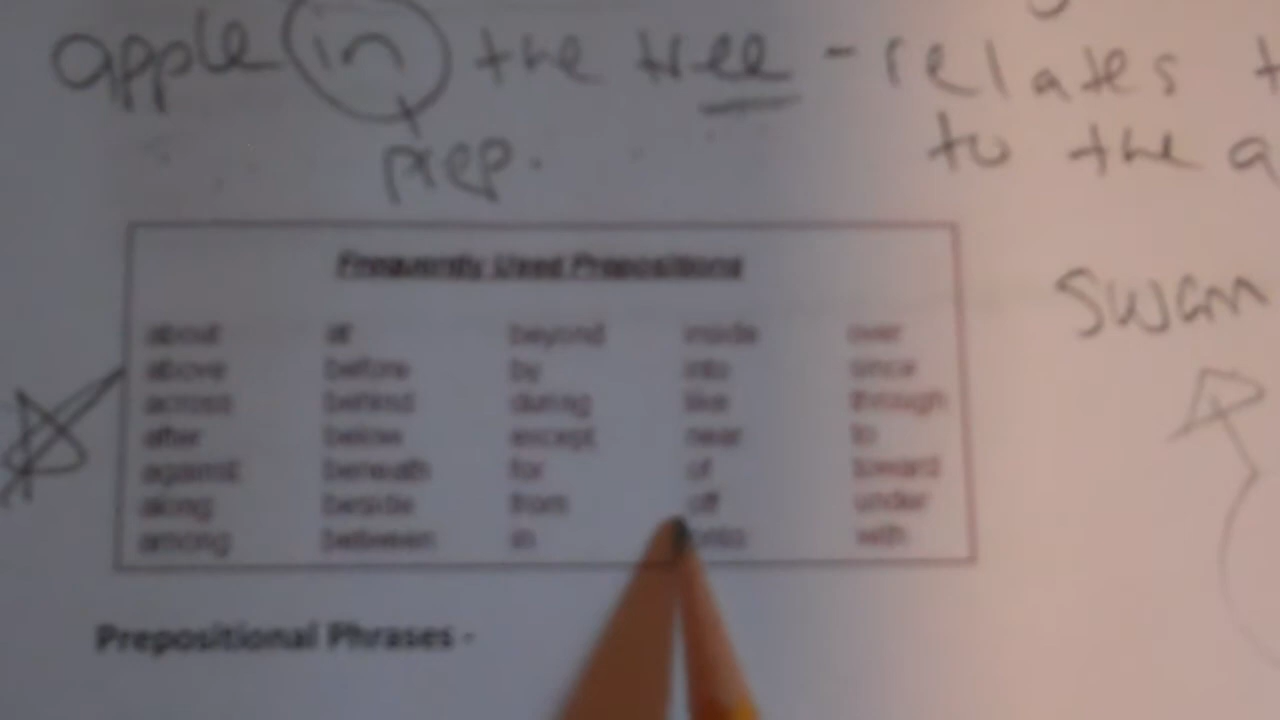 apple in the tree - relates
to the
prep.
Frequently Used Prepositions
about at beyond inside over
above before by into since
across behind during like through
after below except near to
against beneath for of toward
along beside from off under
among between in onto with
swam
Prepositional Phrases -